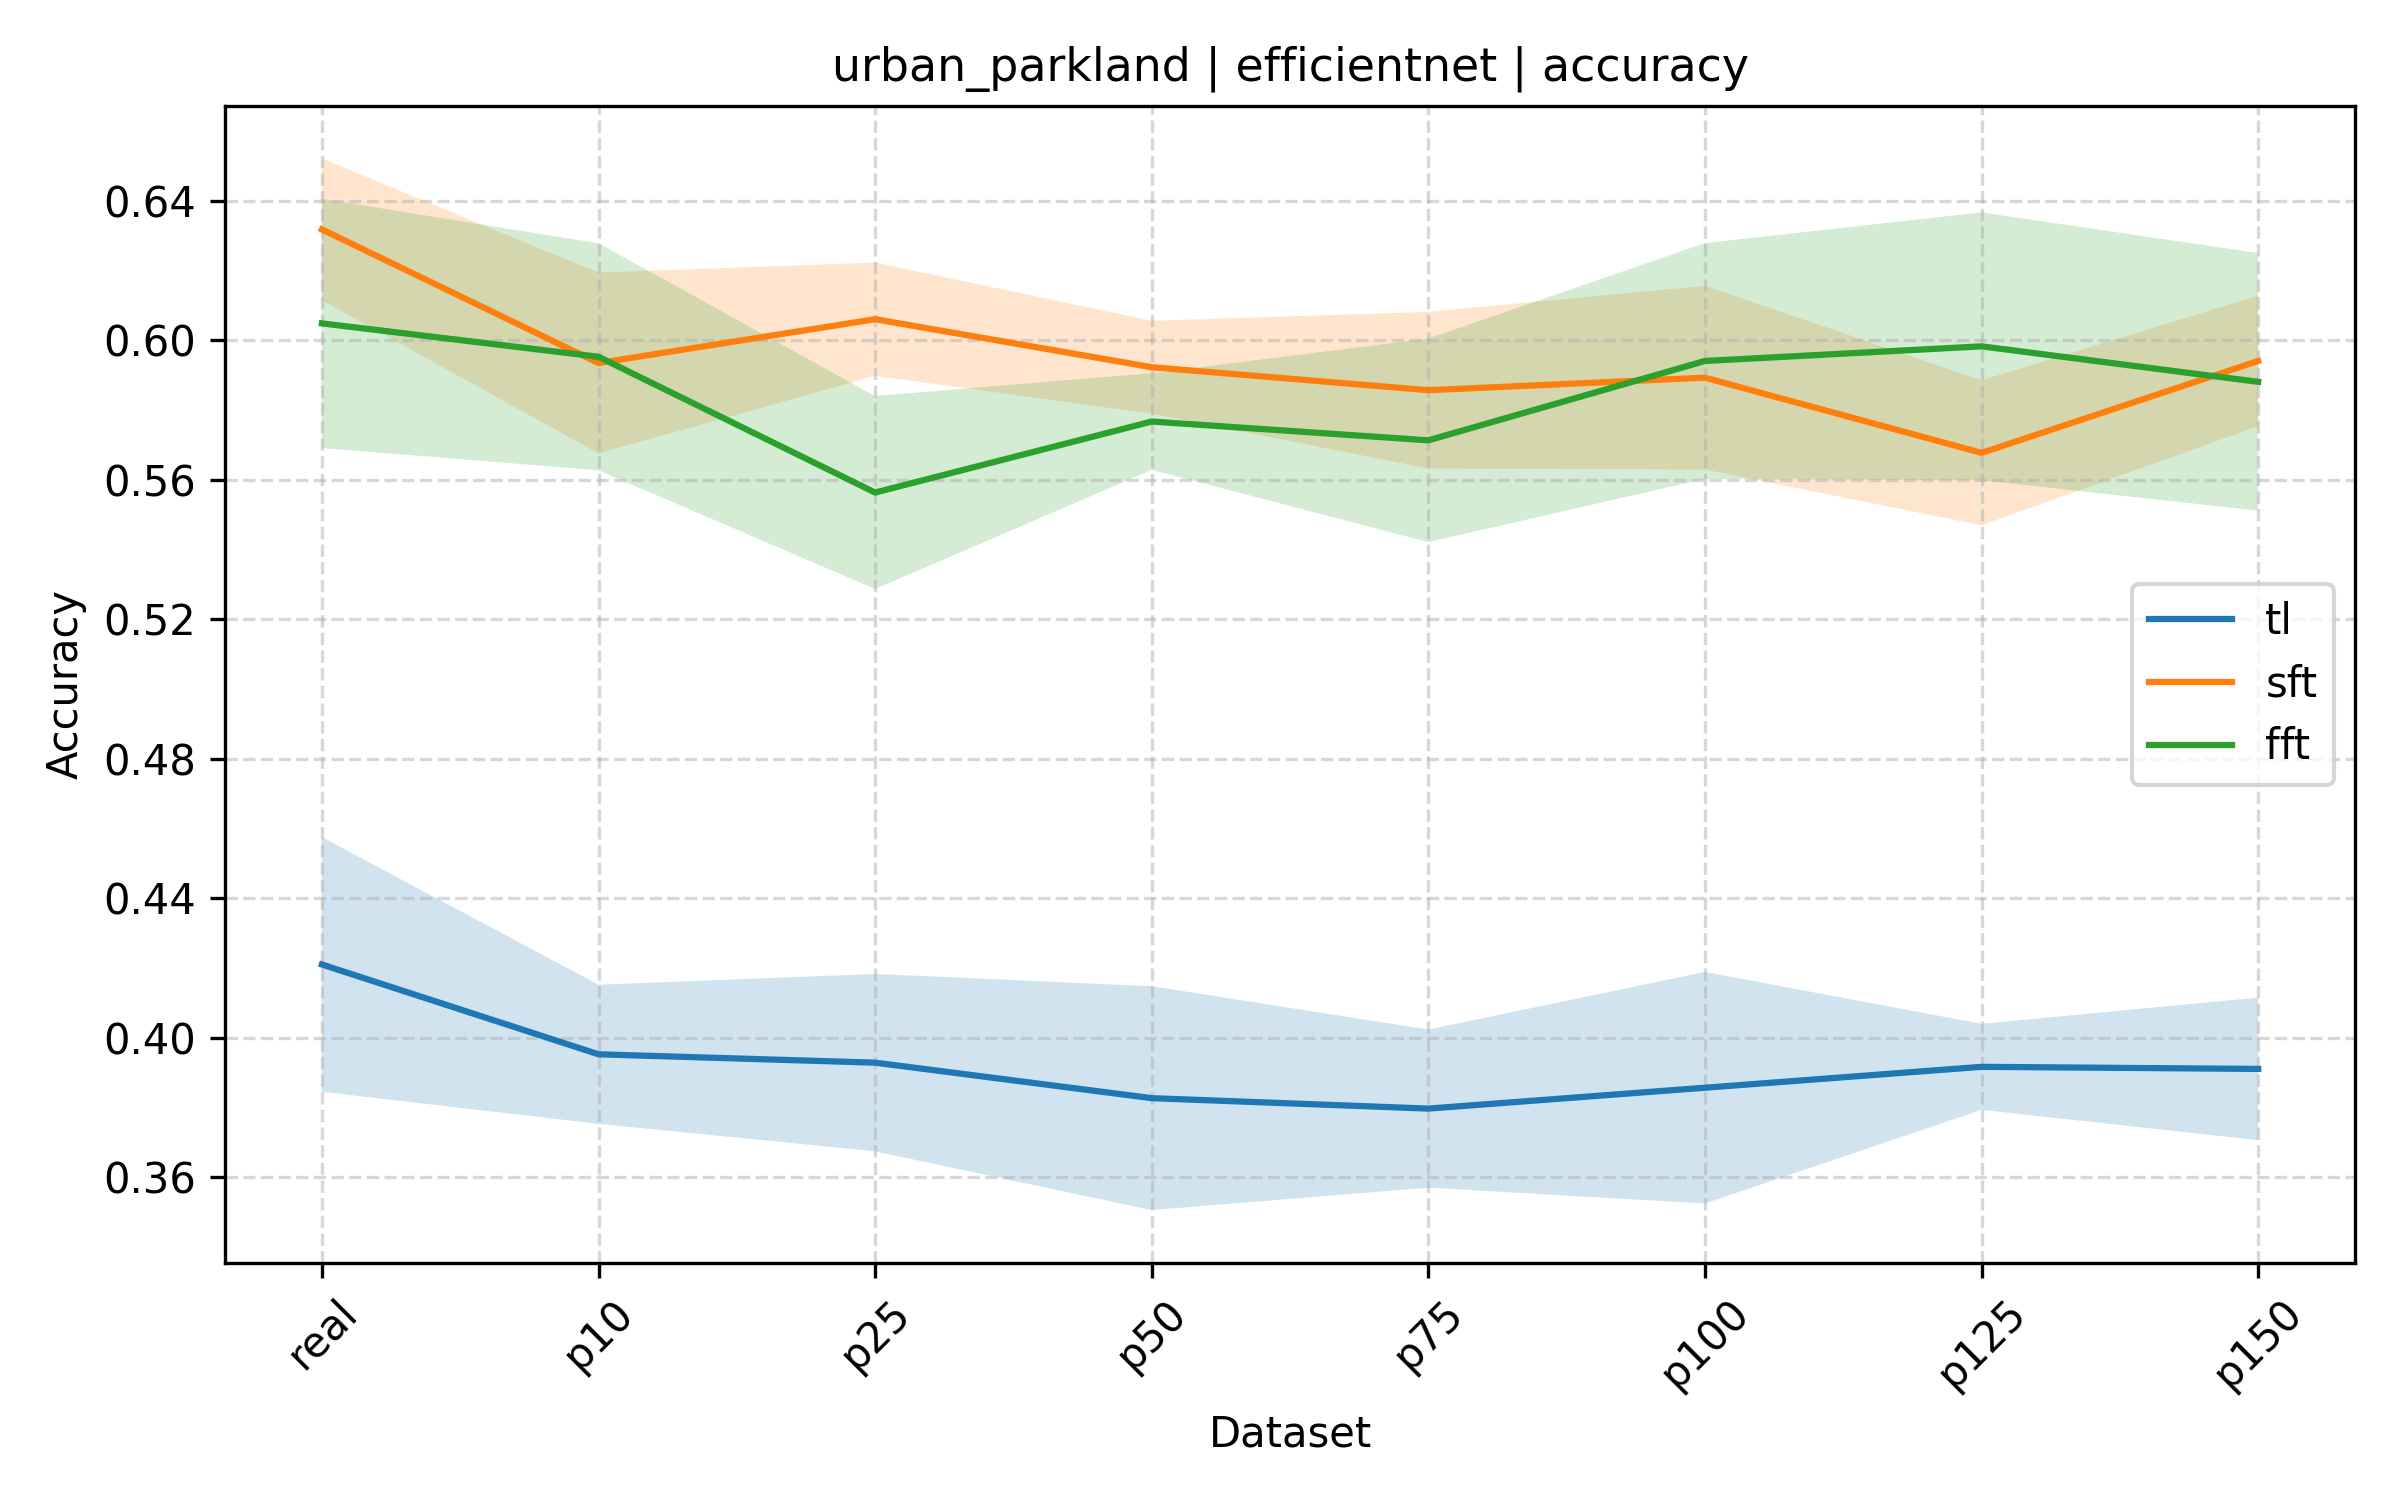 urban_parkland | efficientnet | accuracy
Accuracy
0.64
0.60
0.56
0.52
0.48
0.44
0.40
0.36
tl
sft
fft
real
p10
p25
p50
p75
p100
p125
p150
Dataset